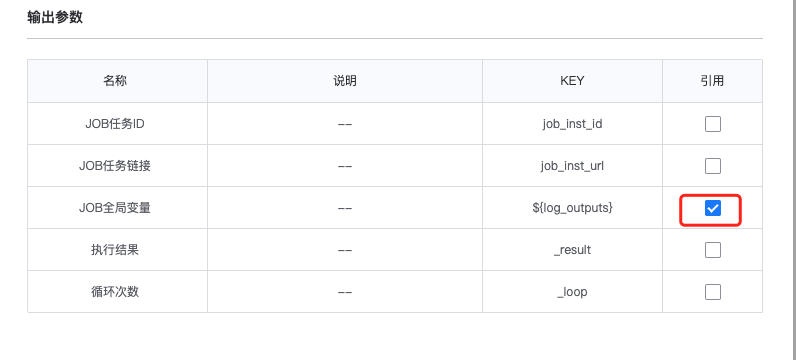 输出参数
名称 说明 KEY 引用
JOB任务ID -- job_inst_id
JOB任务链接 -- job_inst_url
JOB全局变量 -- ${log_outputs}
执行结果 -- _result
循环次数 -- _loop